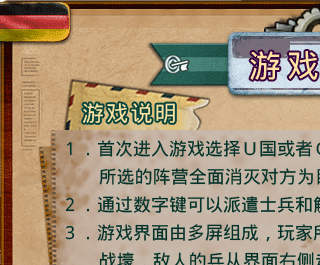 游戏
游戏说明
1．首次进入游戏选择U国或者
所选的阵营全面消灭对方为
2．通过数字键可以派遣士兵和
3．游戏界面由多屏组成，玩家
战壕，敌人的兵从界面右侧